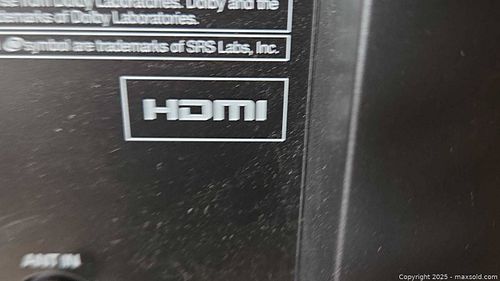 from Dolby Laboratories. Dolby and the
of Dolby Laboratories.
symbol are trademarks of SRS Labs, Inc.
HDMI
ANT IN
Copyright 2025 - maxsold.com